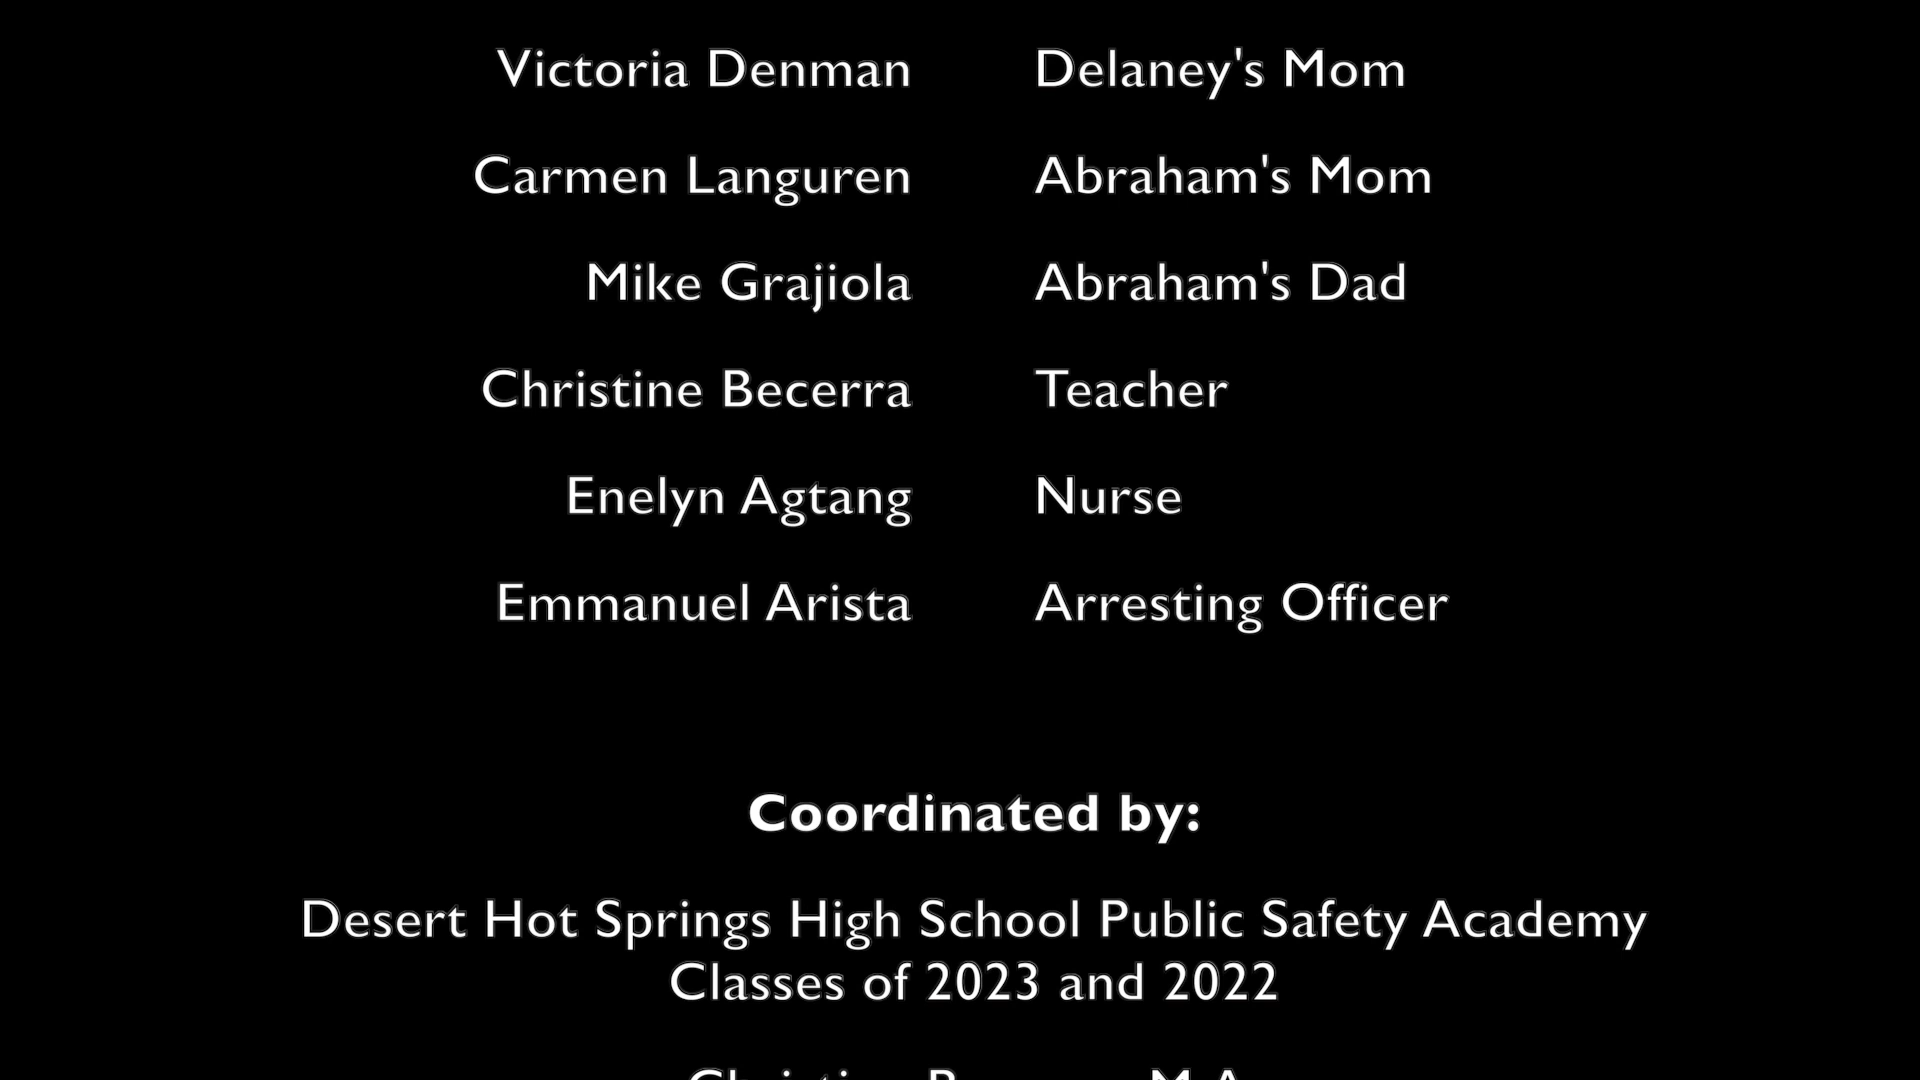 Victoria Denman Delaney's Mom
Carmen Languren Abraham's Mom
Mike Grajiola Abraham's Dad
Christine Becerra Teacher
Enelyn Agtang Nurse
Emmanuel Arista Arresting Officer
Coordinated by:
Desert Hot Springs High School Public Safety Academy
Classes of 2023 and 2022